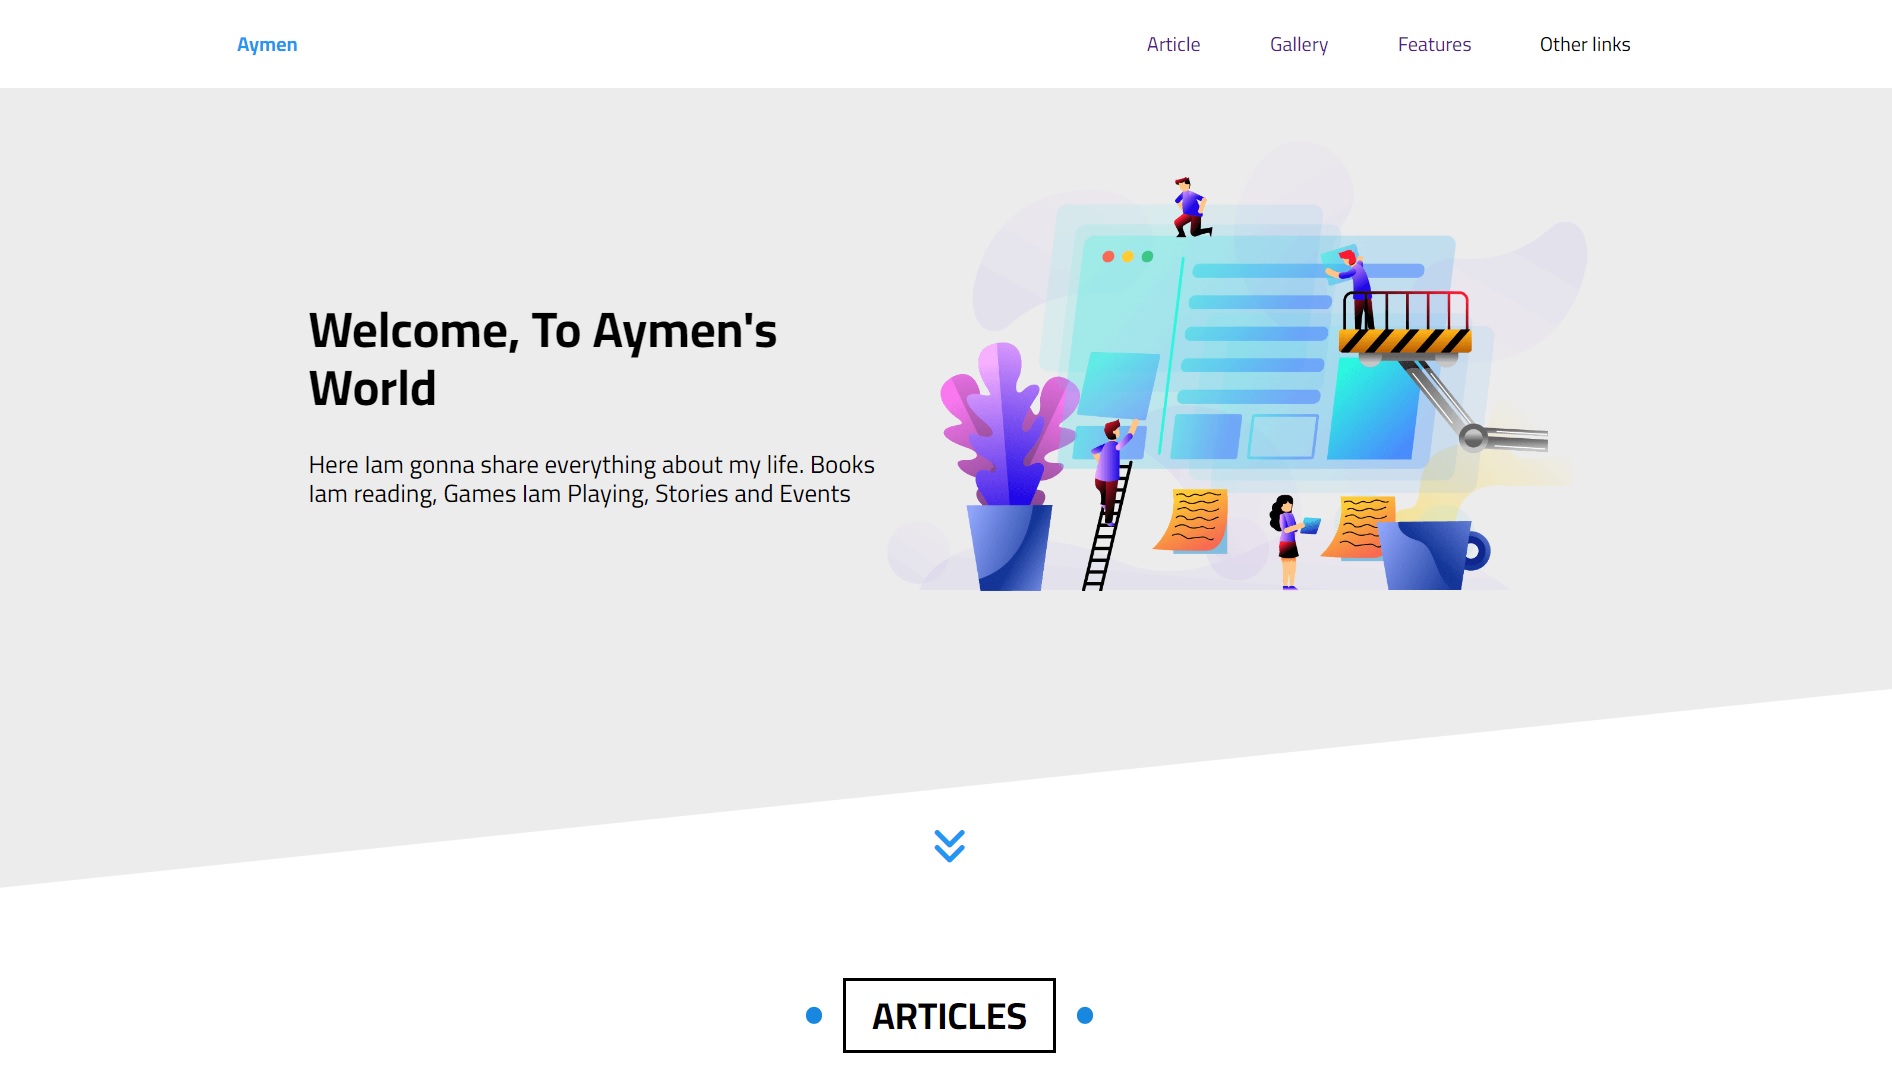 Aymen
Article
Gallery
Features
Other links
Welcome, To Aymen's
World
Here Iam gonna share everything about my life. Books
Iam reading, Games Iam Playing, Stories and Events
ARTICLES